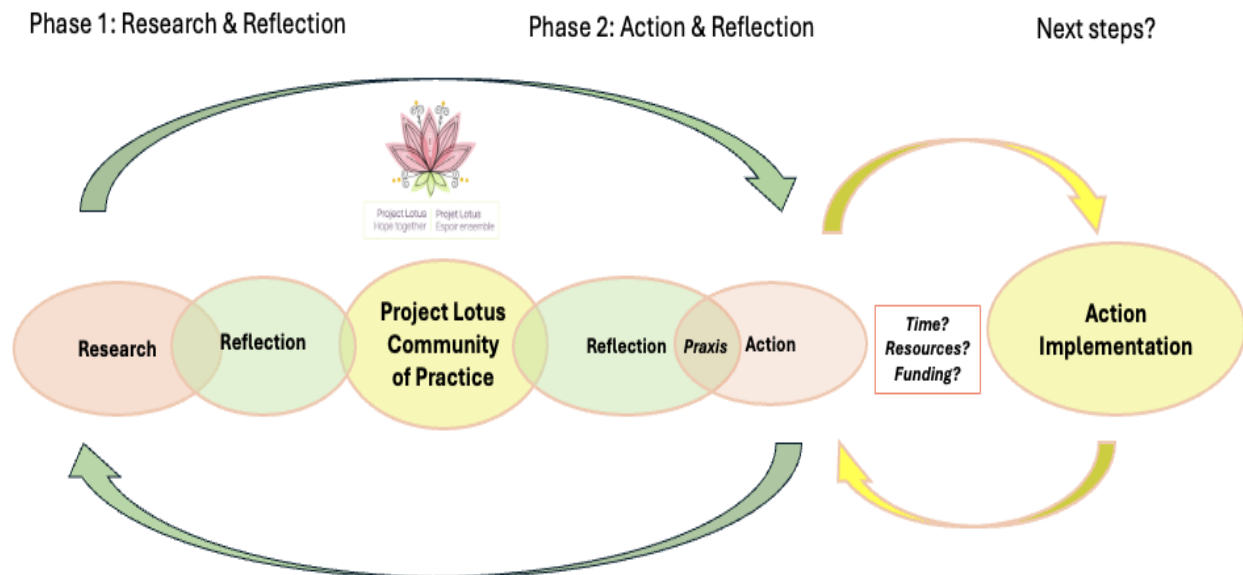 Phase 1: Research & Reflection
Phase 2: Action & Reflection
Next steps?
Project Lotus
Hope together
Projet Lotus
Espoir ensemble
Research
Reflection
Project Lotus
Community
of Practice
Reflection
Praxis
Action
Time?
Resources?
Funding?
Action
Implementation